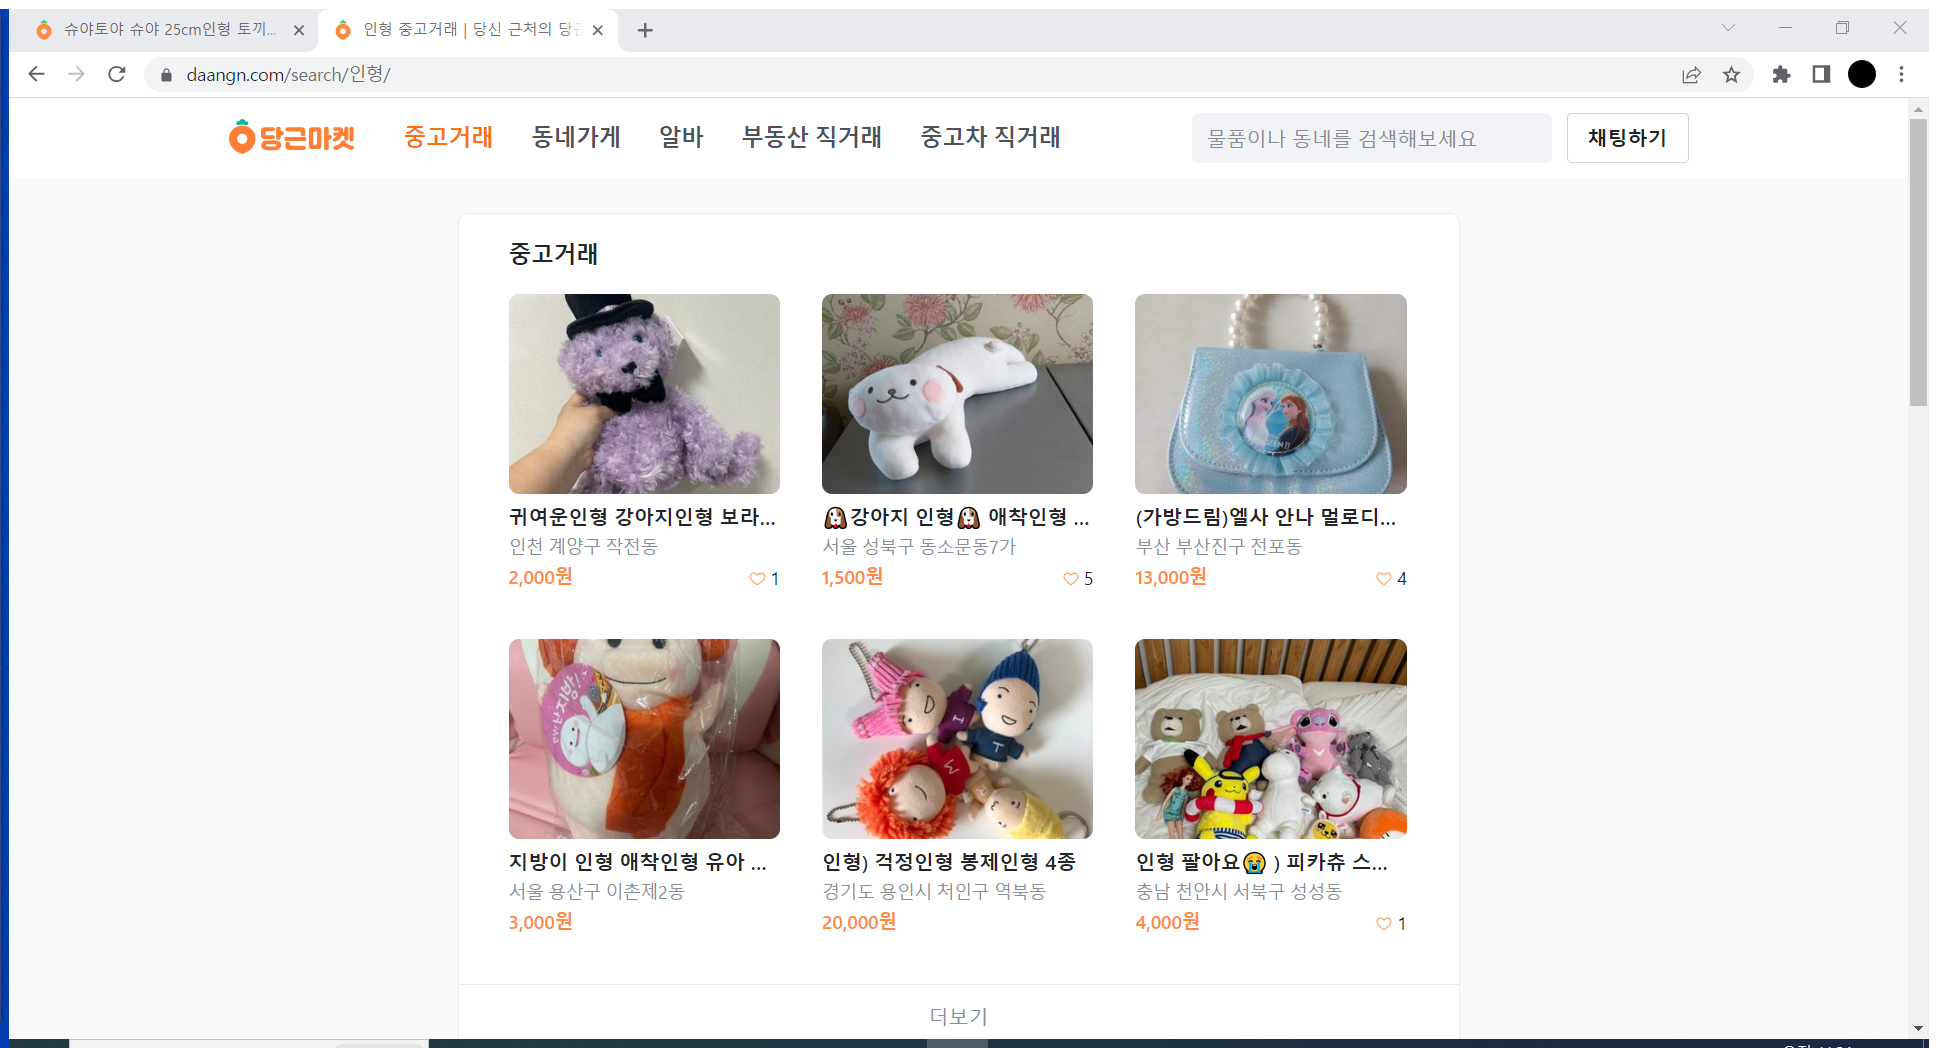 슈야토야 슈야 25cm인형 토끼...
인형 중고거래 | 당신 근처의 당근
daangn.com/search/인형/
당근마켓
중고거래
동네가게
알바
부동산 직거래
중고차 직거래
물품이나 동네를 검색해보세요
채팅하기
중고거래
FROZEN II
귀여운인형 강아지인형 보라...
인천 계양구 작전동
2,000원
1
🐶강아지 인형🐶 애착인형 ...
서울 성북구 동소문동7가
1,500원
5
(가방드림)엘사 안나 멀로디...
부산 부산진구 전포동
13,000원
4
I
T
W
지방이 인형 애착인형 유아 ...
서울 용산구 이촌제2동
3,000원
인형) 걱정인형 봉제인형 4종
경기도 용인시 처인구 역북동
20,000원
인형 팔아요😭 ) 피카츄 스...
충남 천안시 서북구 성성동
4,000원
1
더보기